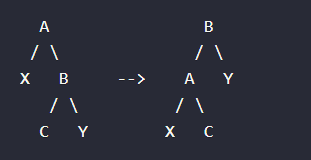 A                B
   / \              / \
  X   B     -->    A   Y
     / \          / \
    C   Y        X   C